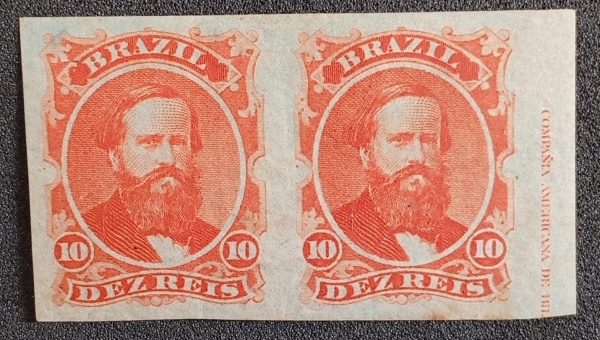 BRAZIL
10 10
DEZ REIS
BRAZIL
10 10
DEZ REIS
COMPAÑIA AMERICANA DE